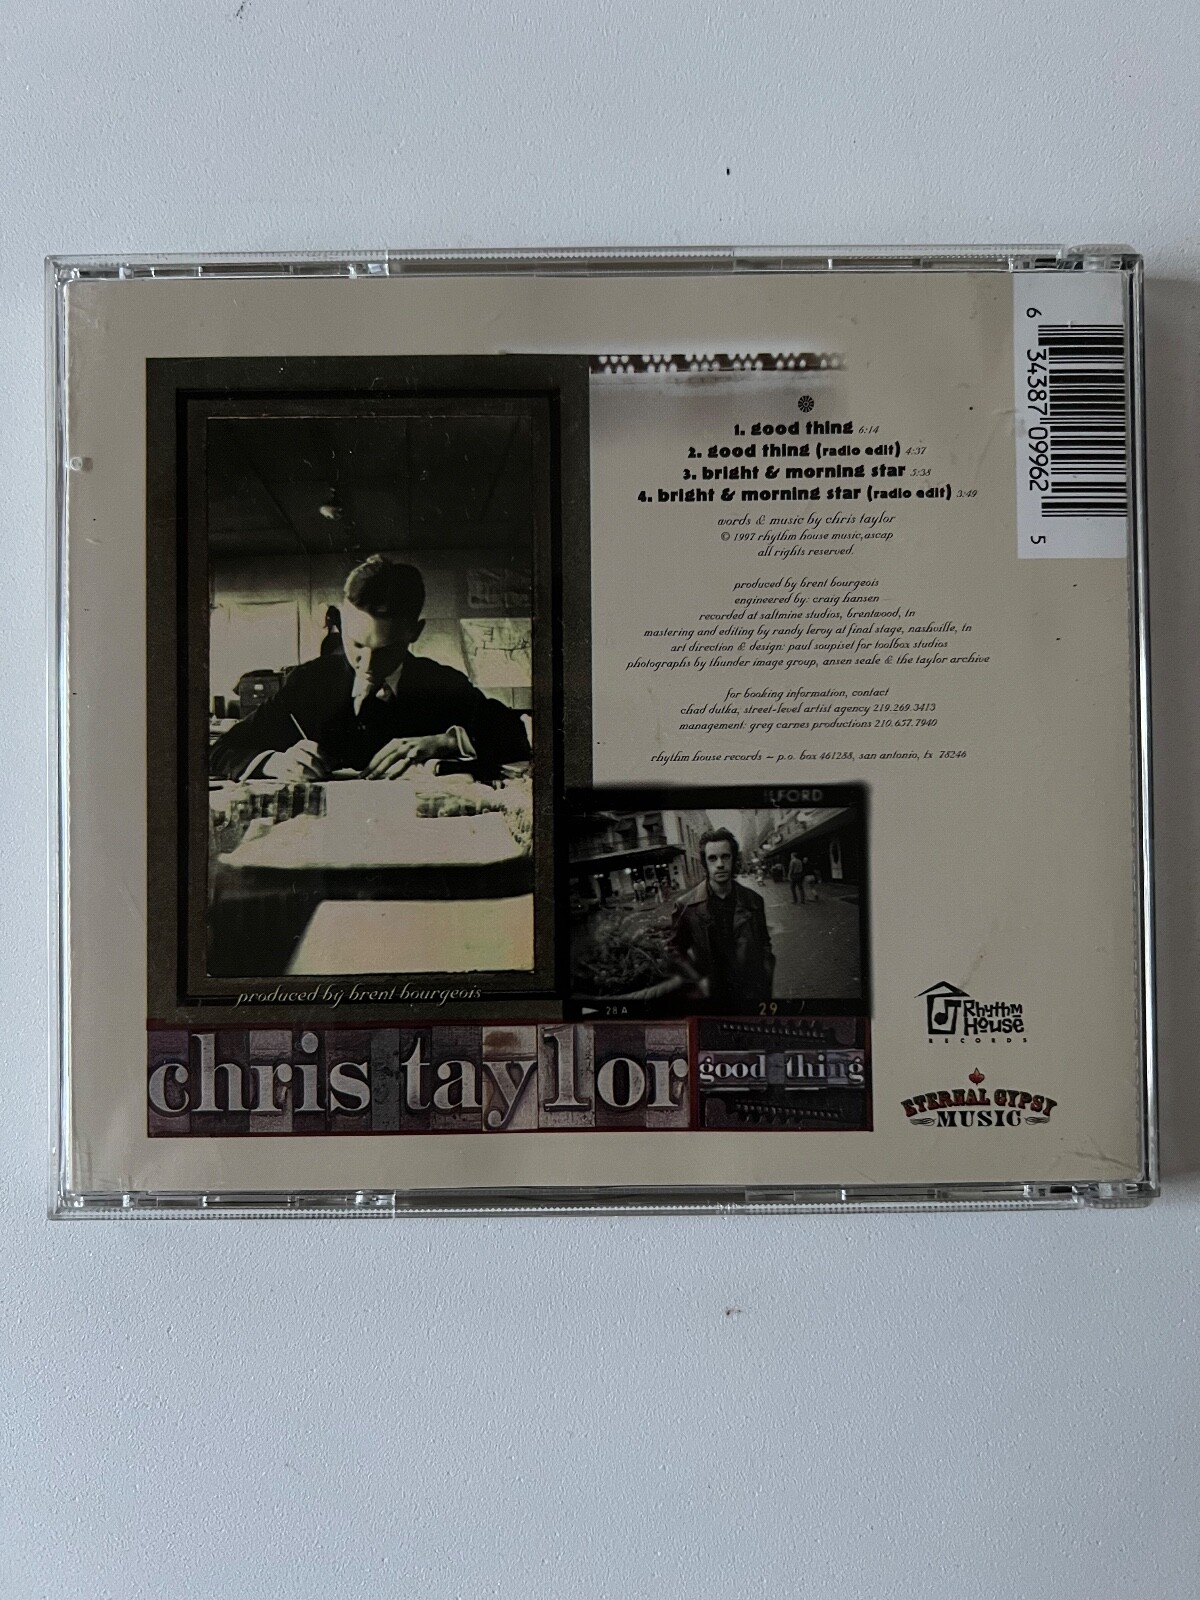 1. good thing 6:14
2. good thing (radio edit) 4:37
3. bright & morning star 5:38
4. bright & morning star (radio edit) 3:49
words & music by chris taylor
© 1997 rhythm house music,ascap
all rights reserved.
produced by brent bourgeois
engineered by: craig hansen
recorded at saltmine studios, brentwood, tn
mastering and editing by randy leroy at final stage, nashville, tn
art direction & design: paul soupiset for toolbox studios
photographs by thunder image group, ansen seale & the taylor archive
for booking information, contact
chad dutka, street-level artist agency 219.269.3413
management: greg carnes productions 210.657.7940
rhythm house records – p.o. box 461288, san antonio, tx 78246
6 34387 09962 5
ILFORD
28A 29
produced by brent bourgeois
chris taylor
good thing
Rhythm
House
RECORDS
ETERNAL GYPSY
MUSIC